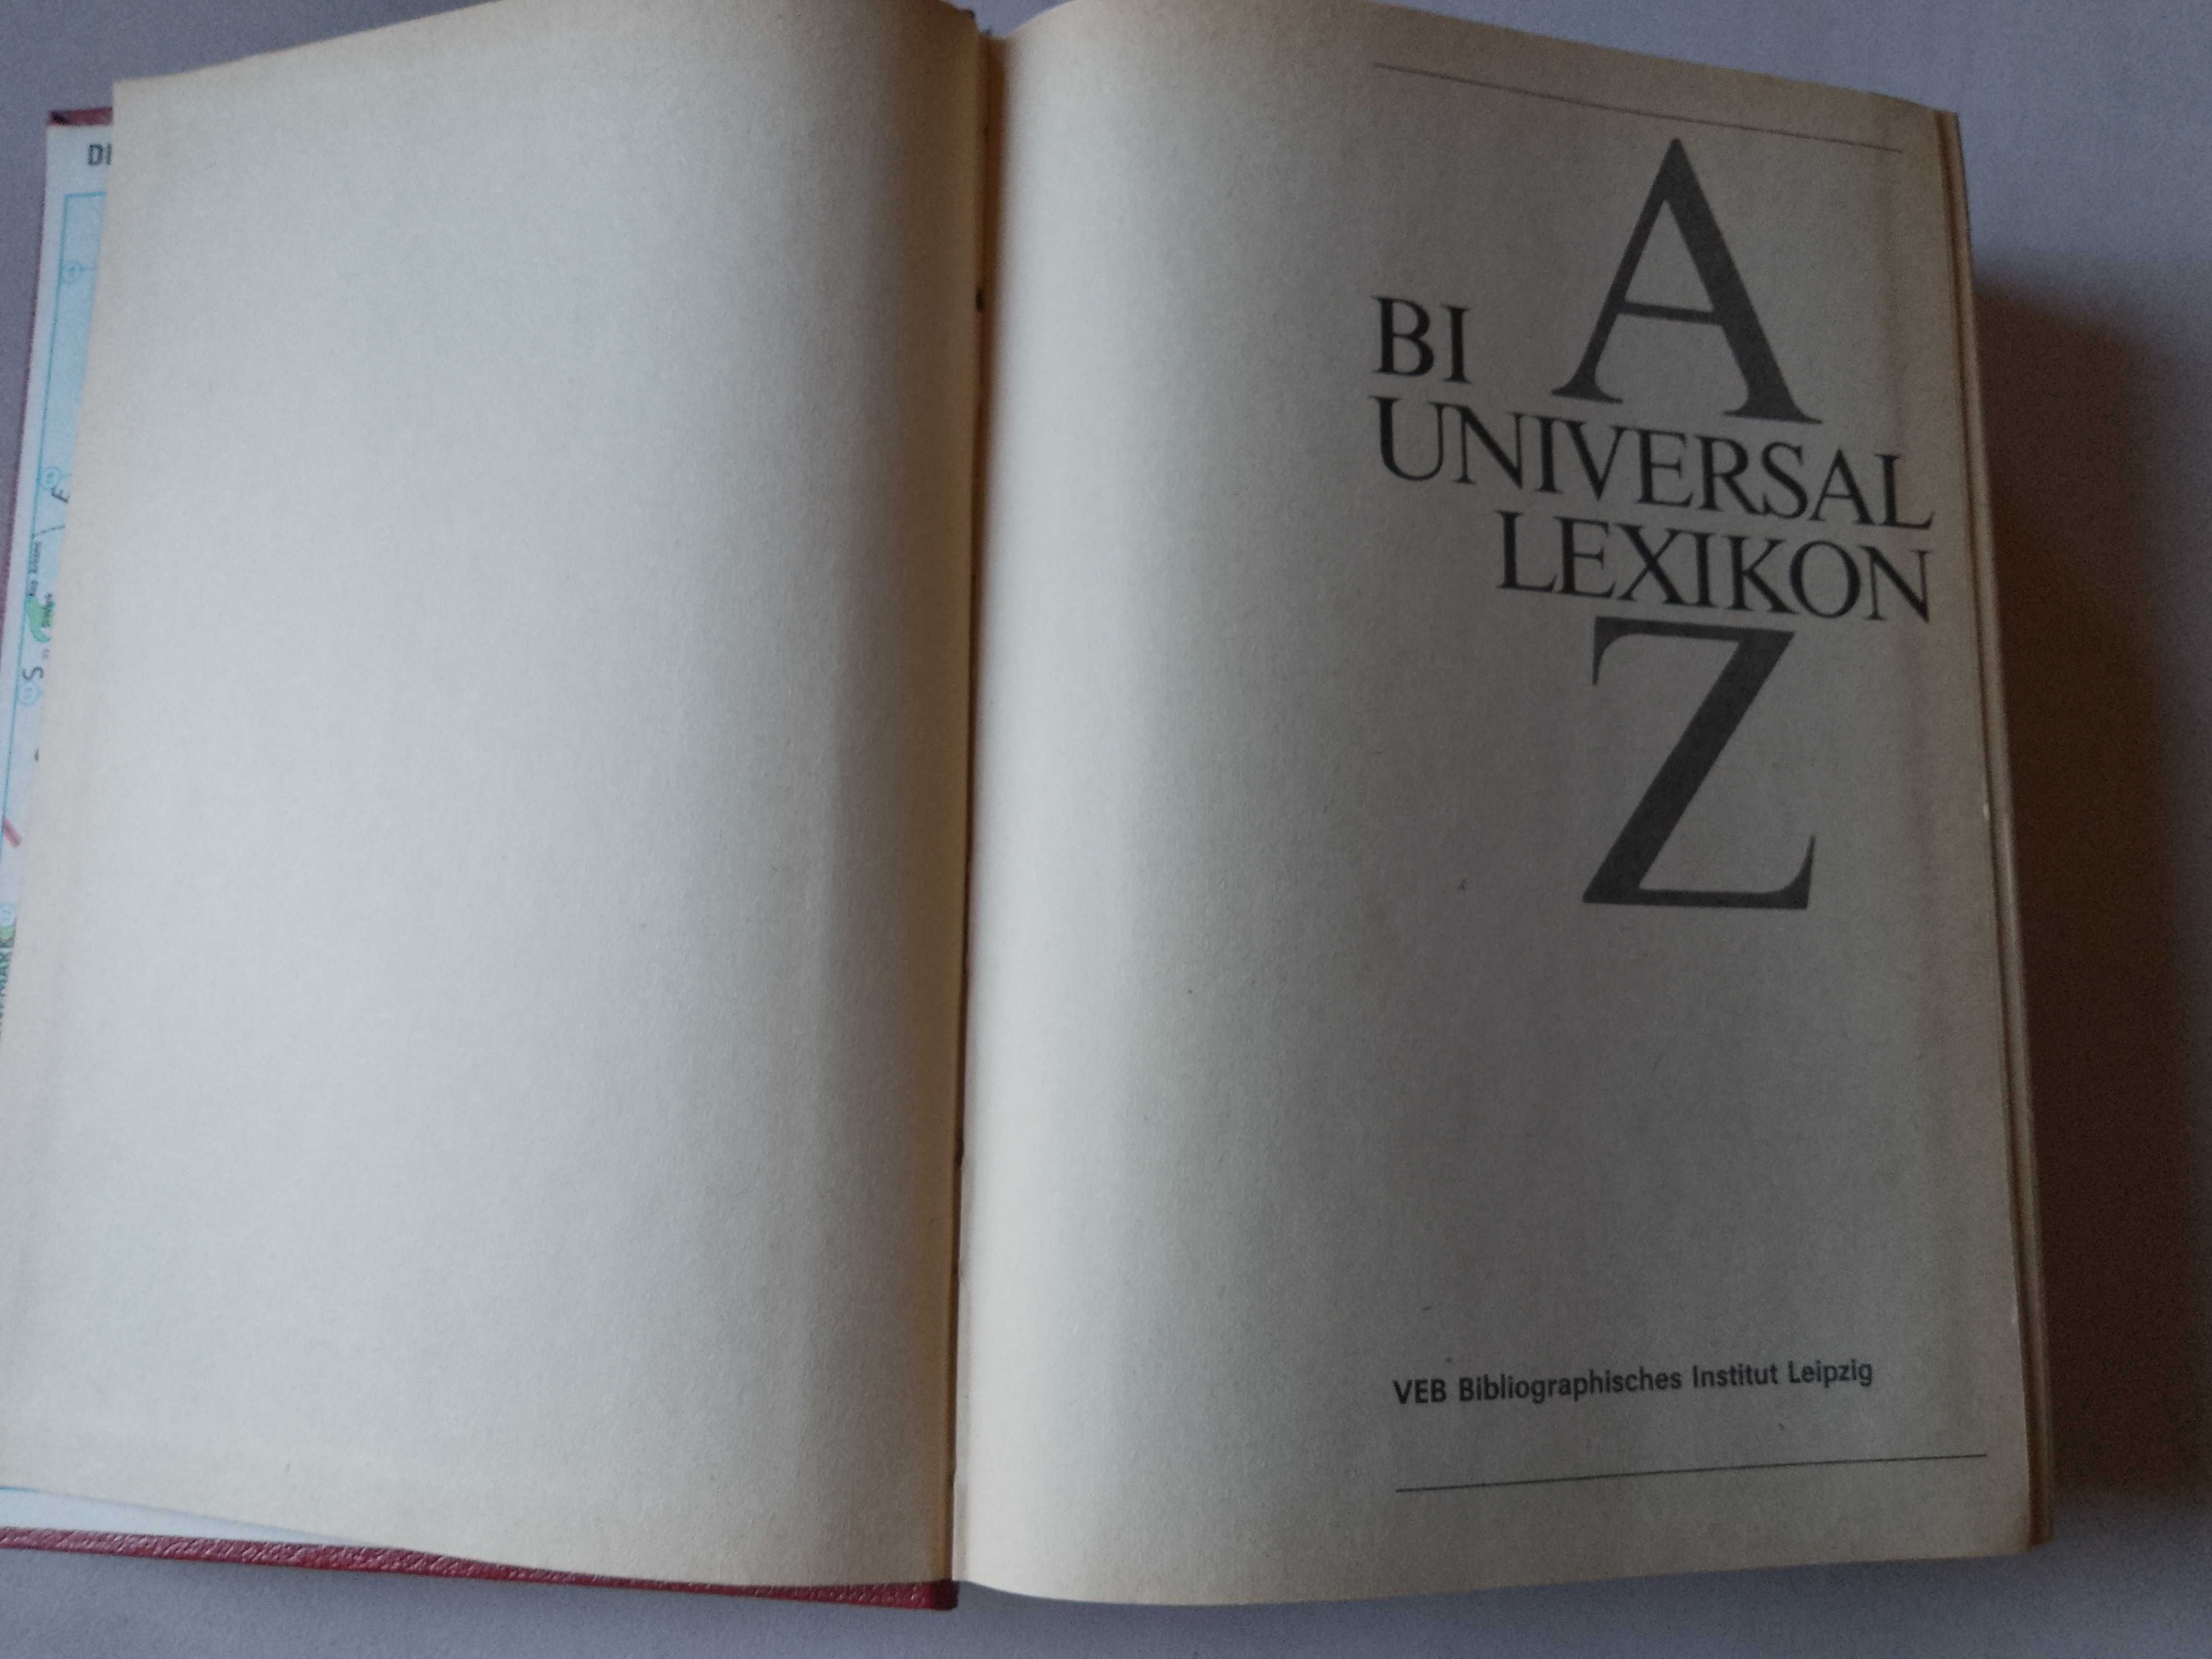 A
BI
UNIVERSAL
LEXIKON
Z
VEB Bibliographisches Institut Leipzig